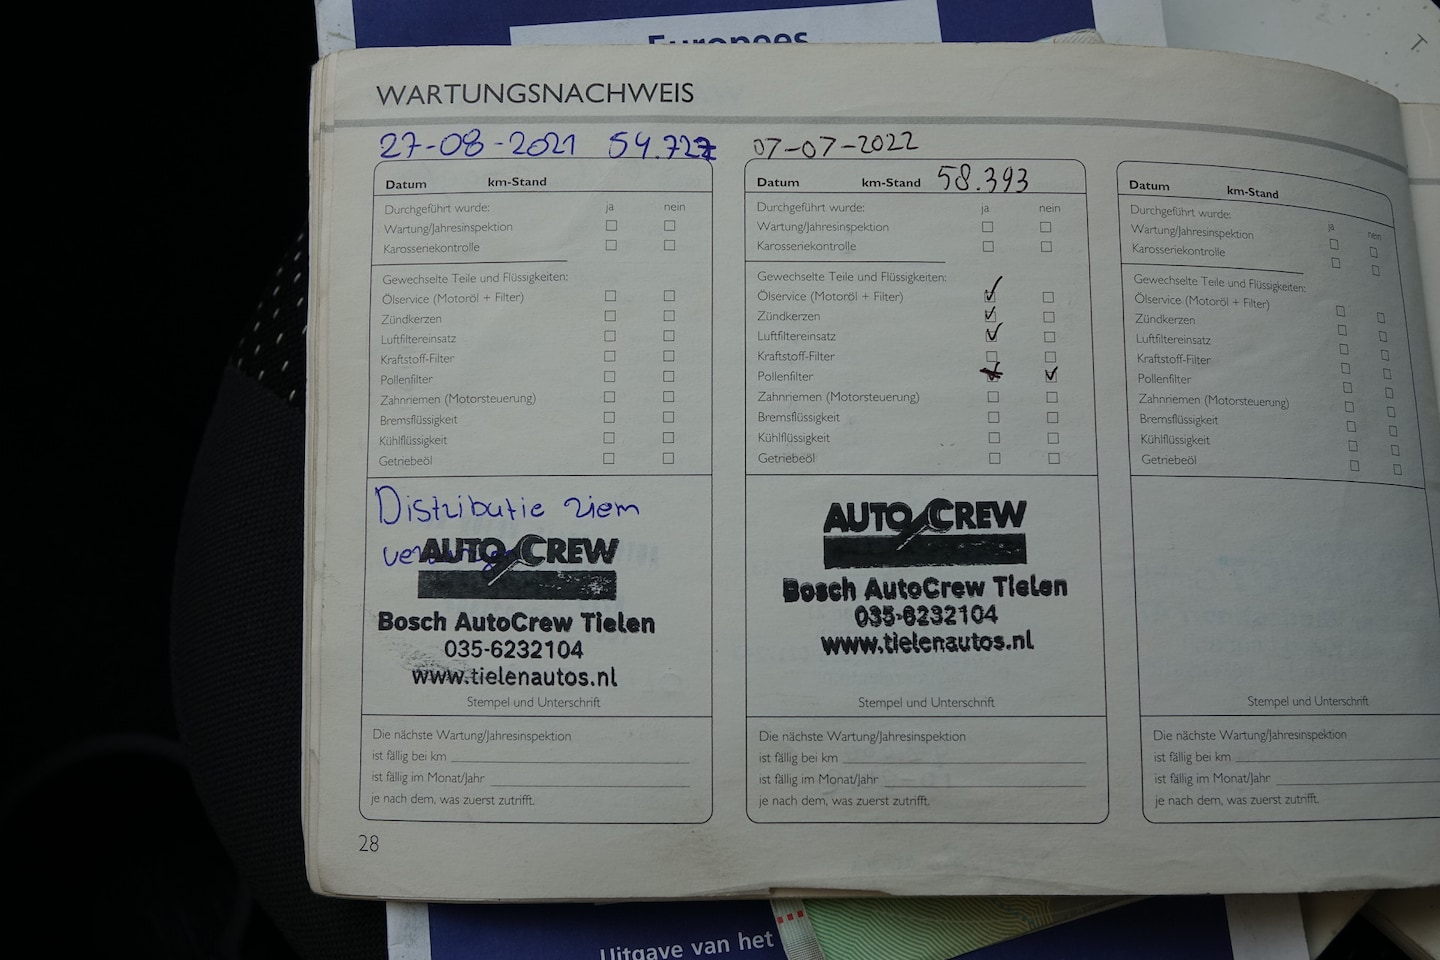 Europees
WARTUNGSNACHWEIS
27-08-2021 54.727
Datum km-Stand
Durchgeführt wurde: ja nein
Wartung/Jahresinspektion
Karosseriekontrolle
Gewechselte Teile und Flüssigkeiten:
Ölservice (Motoröl + Filter)
Zündkerzen
Luftfiltereinsatz
Kraftstoff-Filter
Pollenfilter
Zahnriemen (Motorsteuerung)
Bremsflüssigkeit
Kühlflüssigkeit
Getriebeöl
Distributie riem
AUTO CREW
Bosch AutoCrew Tielen
035-6232104
www.tielenautos.nl
Stempel und Unterschrift
Die nächste Wartung/Jahresinspektion
ist fällig bei km
ist fällig im Monat/Jahr
je nach dem, was zuerst zutrifft.
28
07-07-2022
Datum km-Stand 58.393
Durchgeführt wurde: ja nein
Wartung/Jahresinspektion
Karosseriekontrolle
Gewechselte Teile und Flüssigkeiten:
Ölservice (Motoröl + Filter)
Zündkerzen
Luftfiltereinsatz
Kraftstoff-Filter
Pollenfilter
Zahnriemen (Motorsteuerung)
Bremsflüssigkeit
Kühlflüssigkeit
Getriebeöl
AUTO CREW
Bosch AutoCrew Tielen
035-6232104
www.tielenautos.nl
Stempel und Unterschrift
Die nächste Wartung/Jahresinspektion
ist fällig bei km
ist fällig im Monat/Jahr
je nach dem, was zuerst zutrifft.
Datum km-Stand
Durchgeführt wurde: ja nein
Wartung/Jahresinspektion
Karosseriekontrolle
Gewechselte Teile und Flüssigkeiten:
Ölservice (Motoröl + Filter)
Zündkerzen
Luftfiltereinsatz
Kraftstoff-Filter
Pollenfilter
Zahnriemen (Motorsteuerung)
Bremsflüssigkeit
Kühlflüssigkeit
Getriebeöl
Stempel und Unterschrift
Die nächste Wartung/Jahresinspektion
ist fällig bei km
ist fällig im Monat/Jahr
je nach dem, was zuerst zutrifft.
Uitgave van het